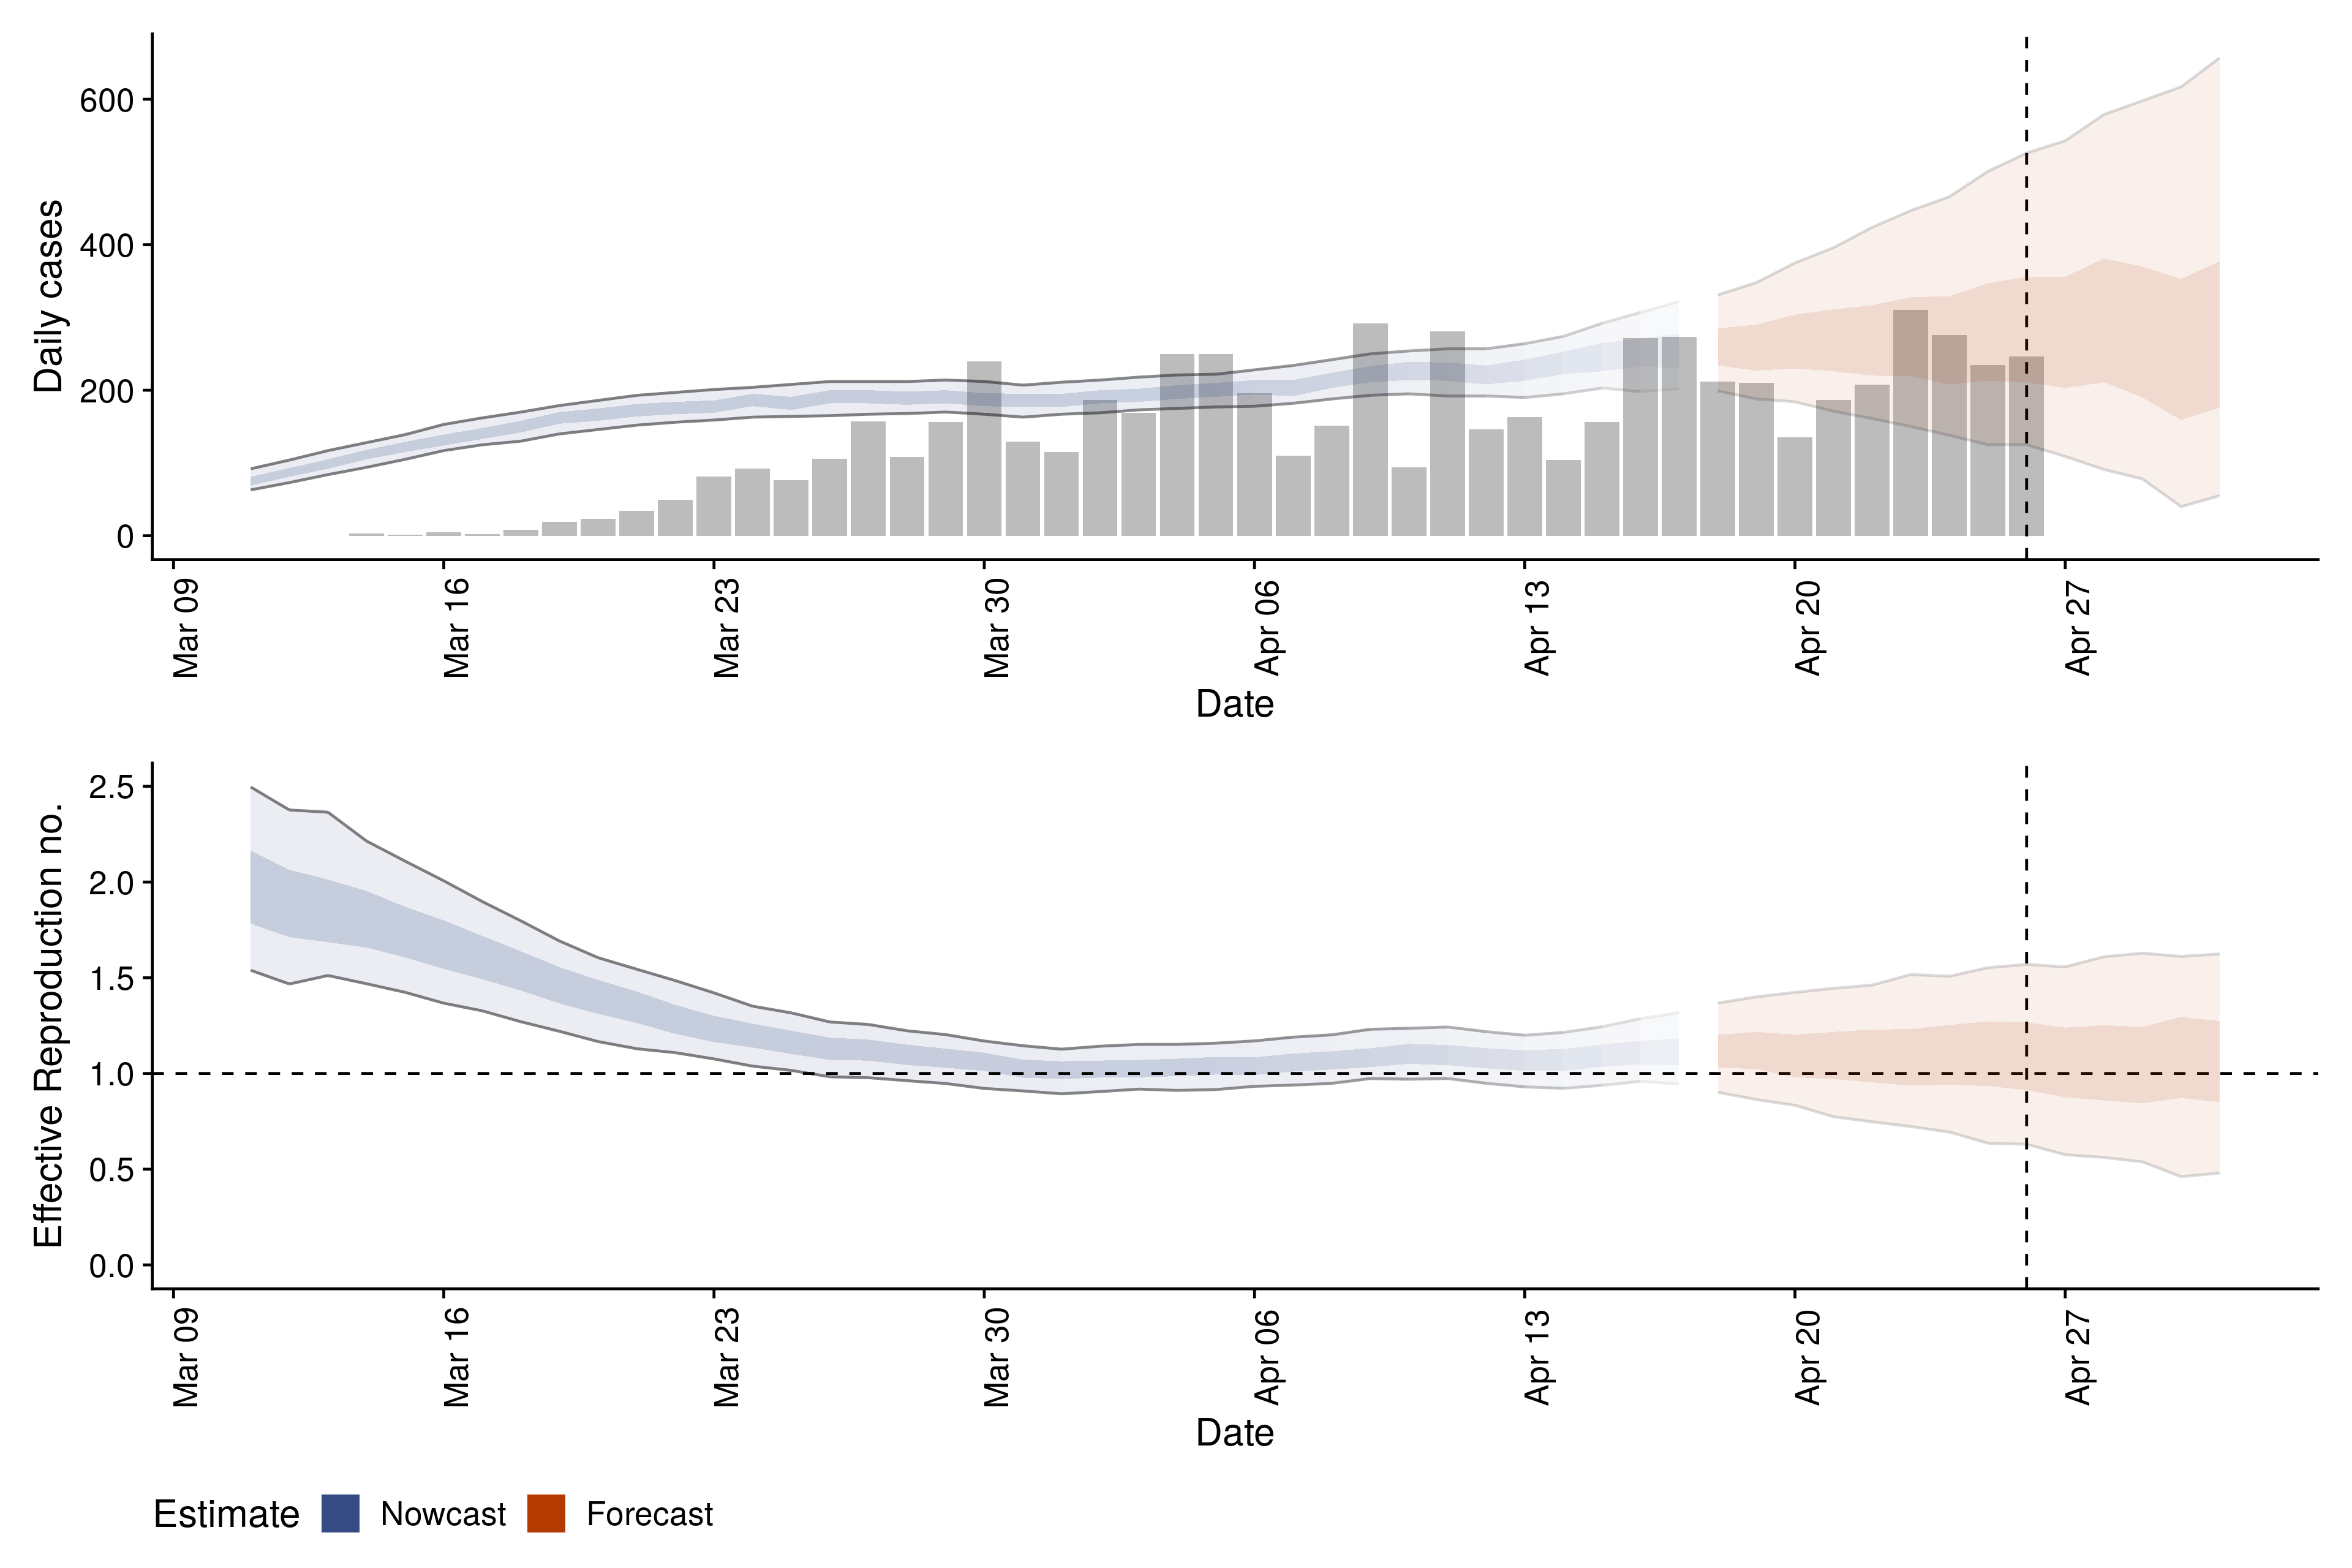 600
400
200
0
Daily cases
Mar 09
Mar 16
Mar 23
Mar 30
Apr 06
Apr 13
Apr 20
Apr 27
Date
2.5
2.0
1.5
1.0
0.5
0.0
Effective Reproduction no.
Mar 09
Mar 16
Mar 23
Mar 30
Apr 06
Apr 13
Apr 20
Apr 27
Date
Estimate Nowcast Forecast